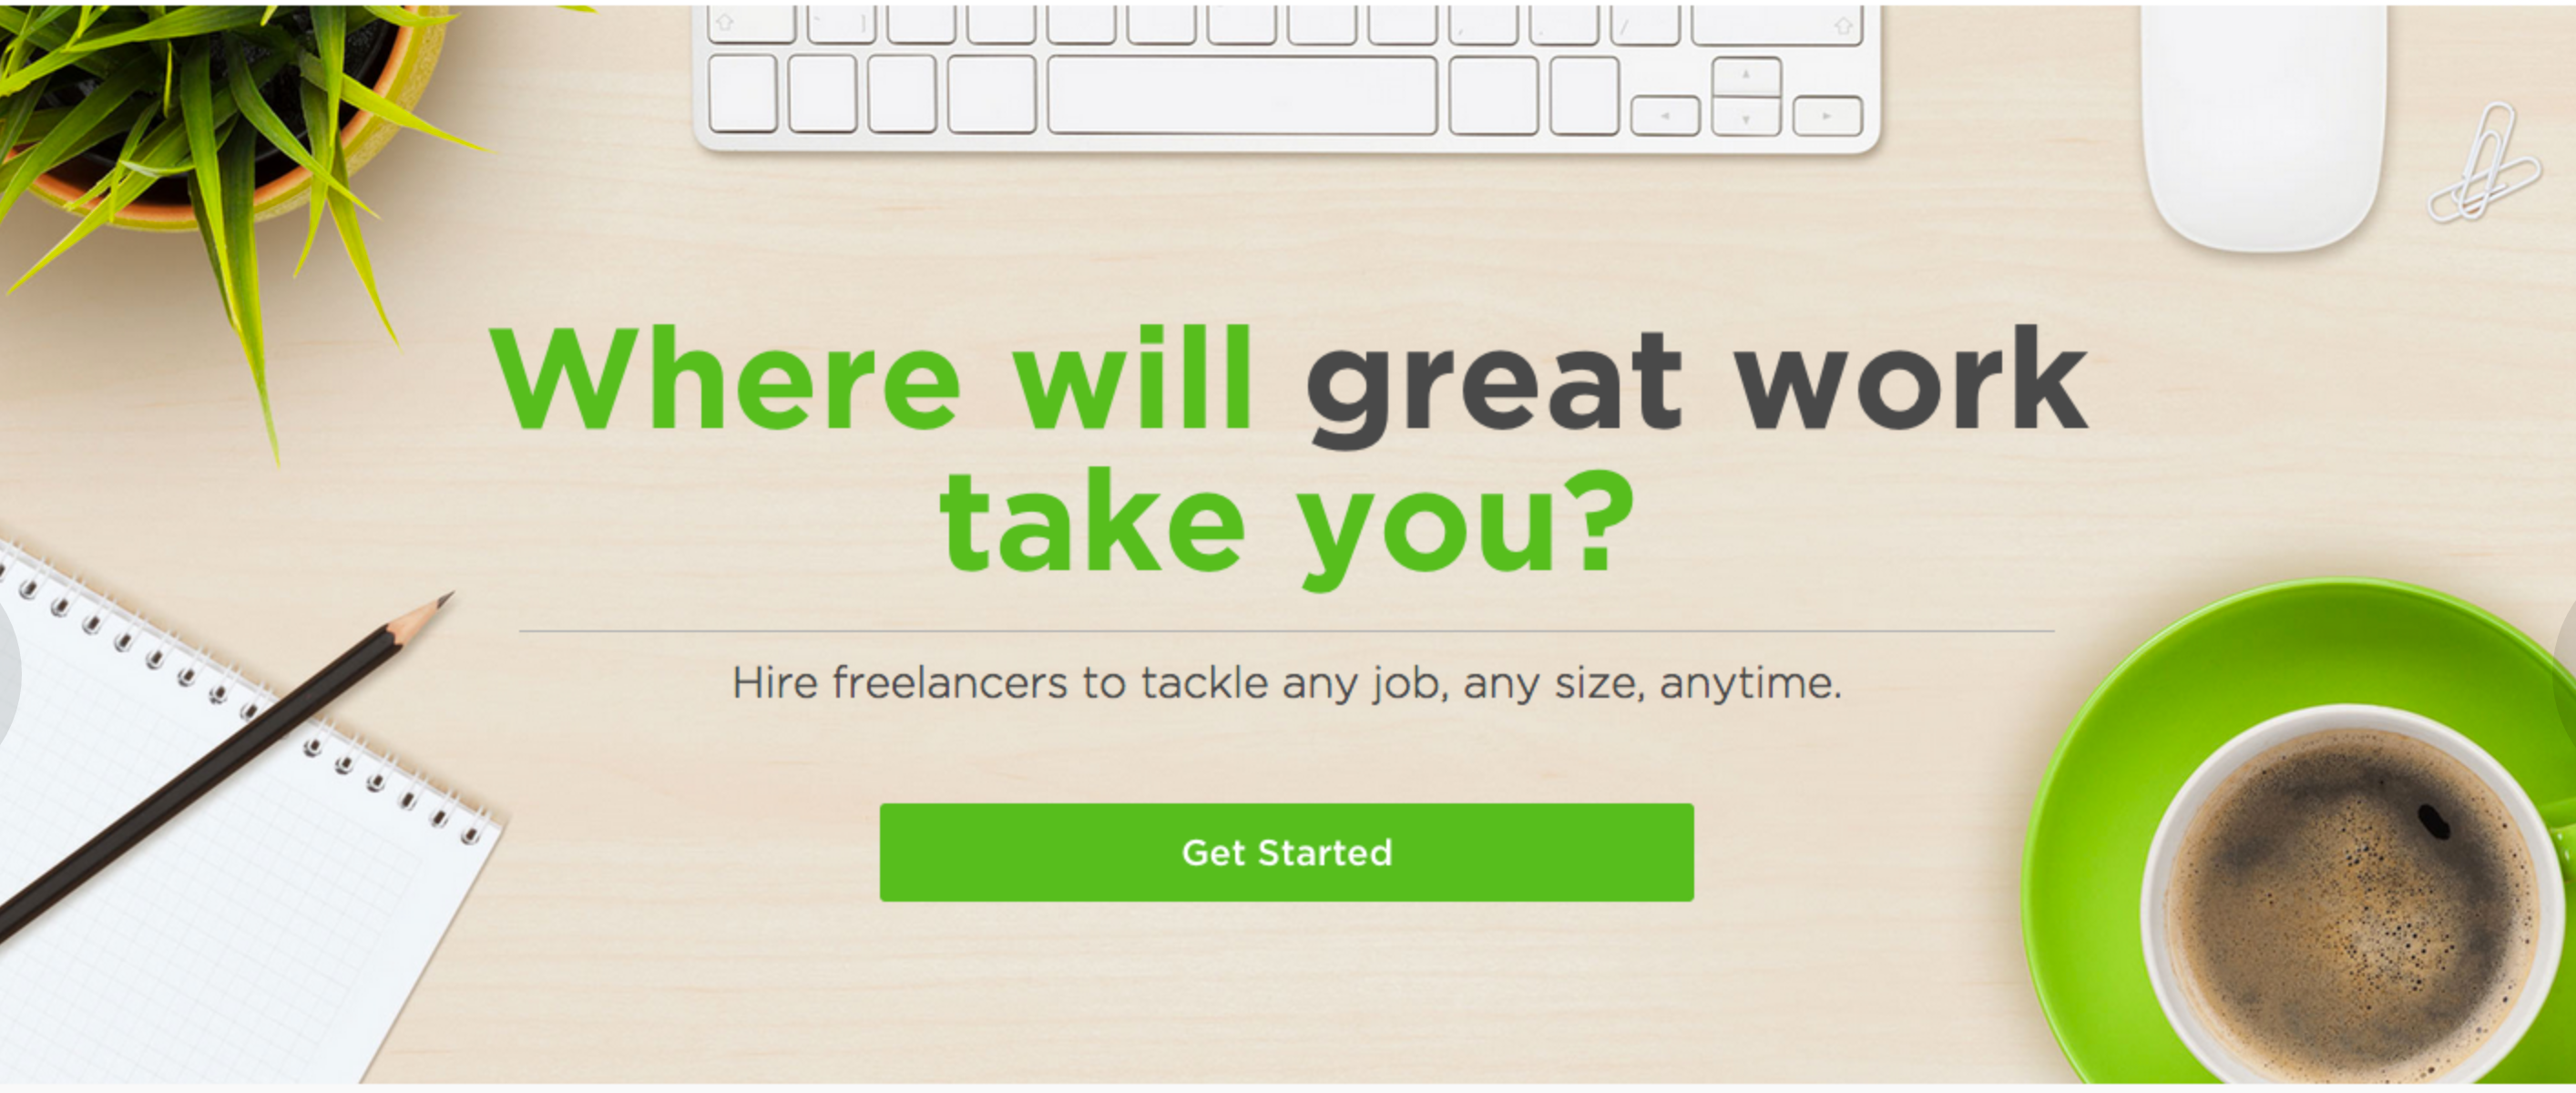 Where will great work
take you?
Hire freelancers to tackle any job, any size, anytime.
Get Started